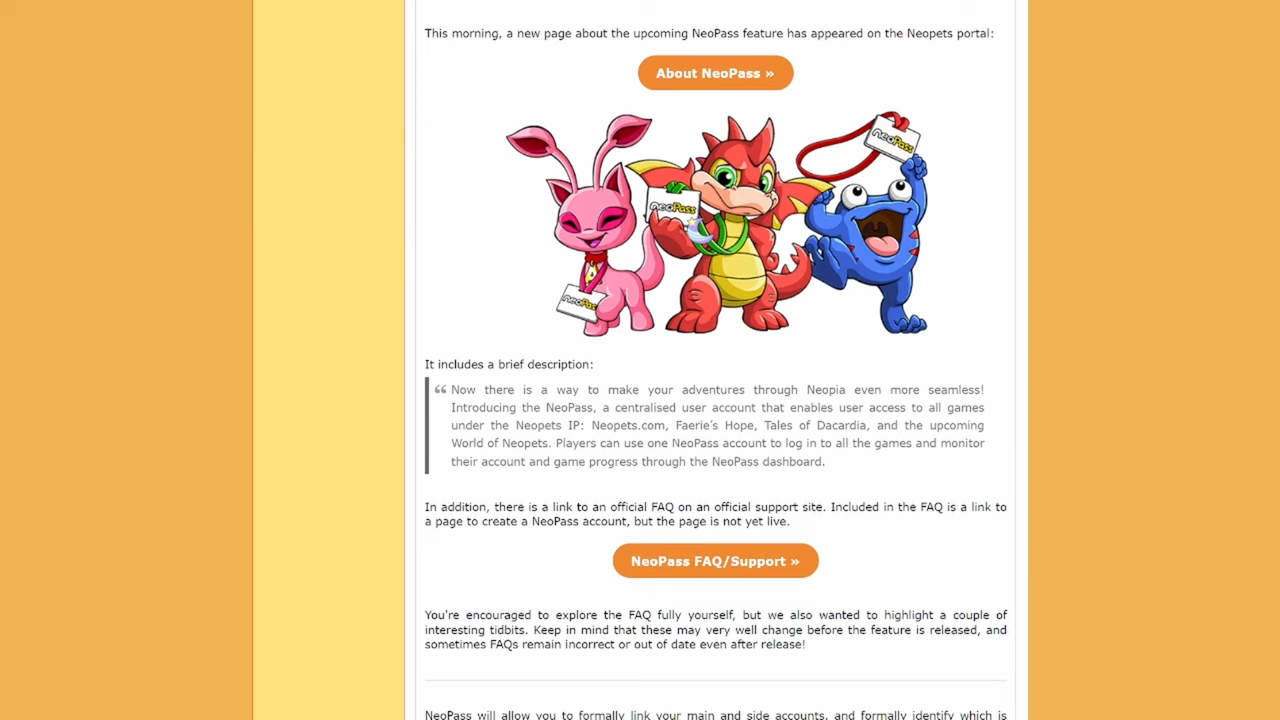 This morning, a new page about the upcoming NeoPass feature has appeared on the Neopets portal:
About NeoPass »
neoPass
neoPass
neoPass
It includes a brief description:
“ Now there is a way to make your adventures through Neopia even more seamless!
Introducing the NeoPass, a centralised user account that enables user access to all games
under the Neopets IP: Neopets.com, Faerie's Hope, Tales of Dacardia, and the upcoming
World of Neopets. Players can use one NeoPass account to log in to all the games and monitor
their account and game progress through the NeoPass dashboard.
In addition, there is a link to an official FAQ on an official support site. Included in the FAQ is a link to
a page to create a NeoPass account, but the page is not yet live.
NeoPass FAQ/Support »
You're encouraged to explore the FAQ fully yourself, but we also wanted to highlight a couple of
interesting tidbits. Keep in mind that these may very well change before the feature is released, and
sometimes FAQs remain incorrect or out of date even after release!
NeoPass will allow you to formally link your main and side accounts, and formally identify which is